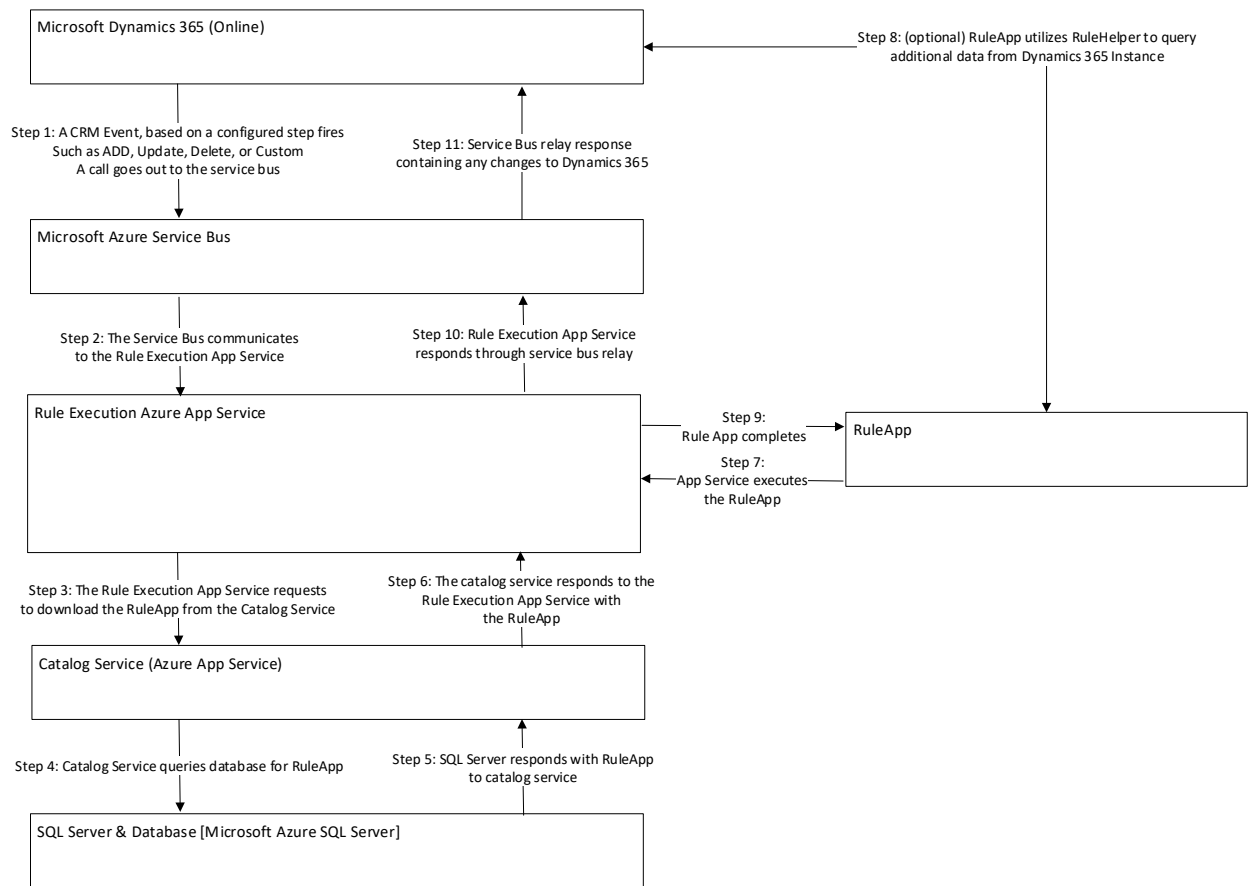 Microsoft Dynamics 365 (Online)
Step 8: (optional) RuleApp utilizes RuleHelper to query
additional data from Dynamics 365 Instance
Step 1: A CRM Event, based on a configured step fires
Such as ADD, Update, Delete, or Custom
A call goes out to the service bus
Step 11: Service Bus relay response
containing any changes to Dynamics 365
Microsoft Azure Service Bus
Step 2: The Service Bus communicates
to the Rule Execution App Service
Step 10: Rule Execution App Service
responds through service bus relay
Rule Execution Azure App Service
Step 9:
Rule App completes
RuleApp
Step 7:
App Service executes
the RuleApp
Step 3: The Rule Execution App Service requests
to download the RuleApp from the Catalog Service
Step 6: The catalog service responds to the
Rule Execution App Service with
the RuleApp
Catalog Service (Azure App Service)
Step 4: Catalog Service queries database for RuleApp
Step 5: SQL Server responds with RuleApp
to catalog service
SQL Server & Database [Microsoft Azure SQL Server]